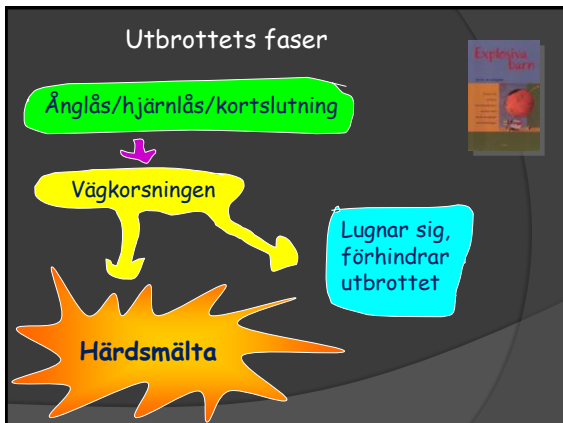 Utbrottets faser
Explosiva
barn
Ånglås/hjärnlås/kortslutning
Vägkorsningen
Lugnar sig,
förhindrar
utbrottet
Härdsmälta